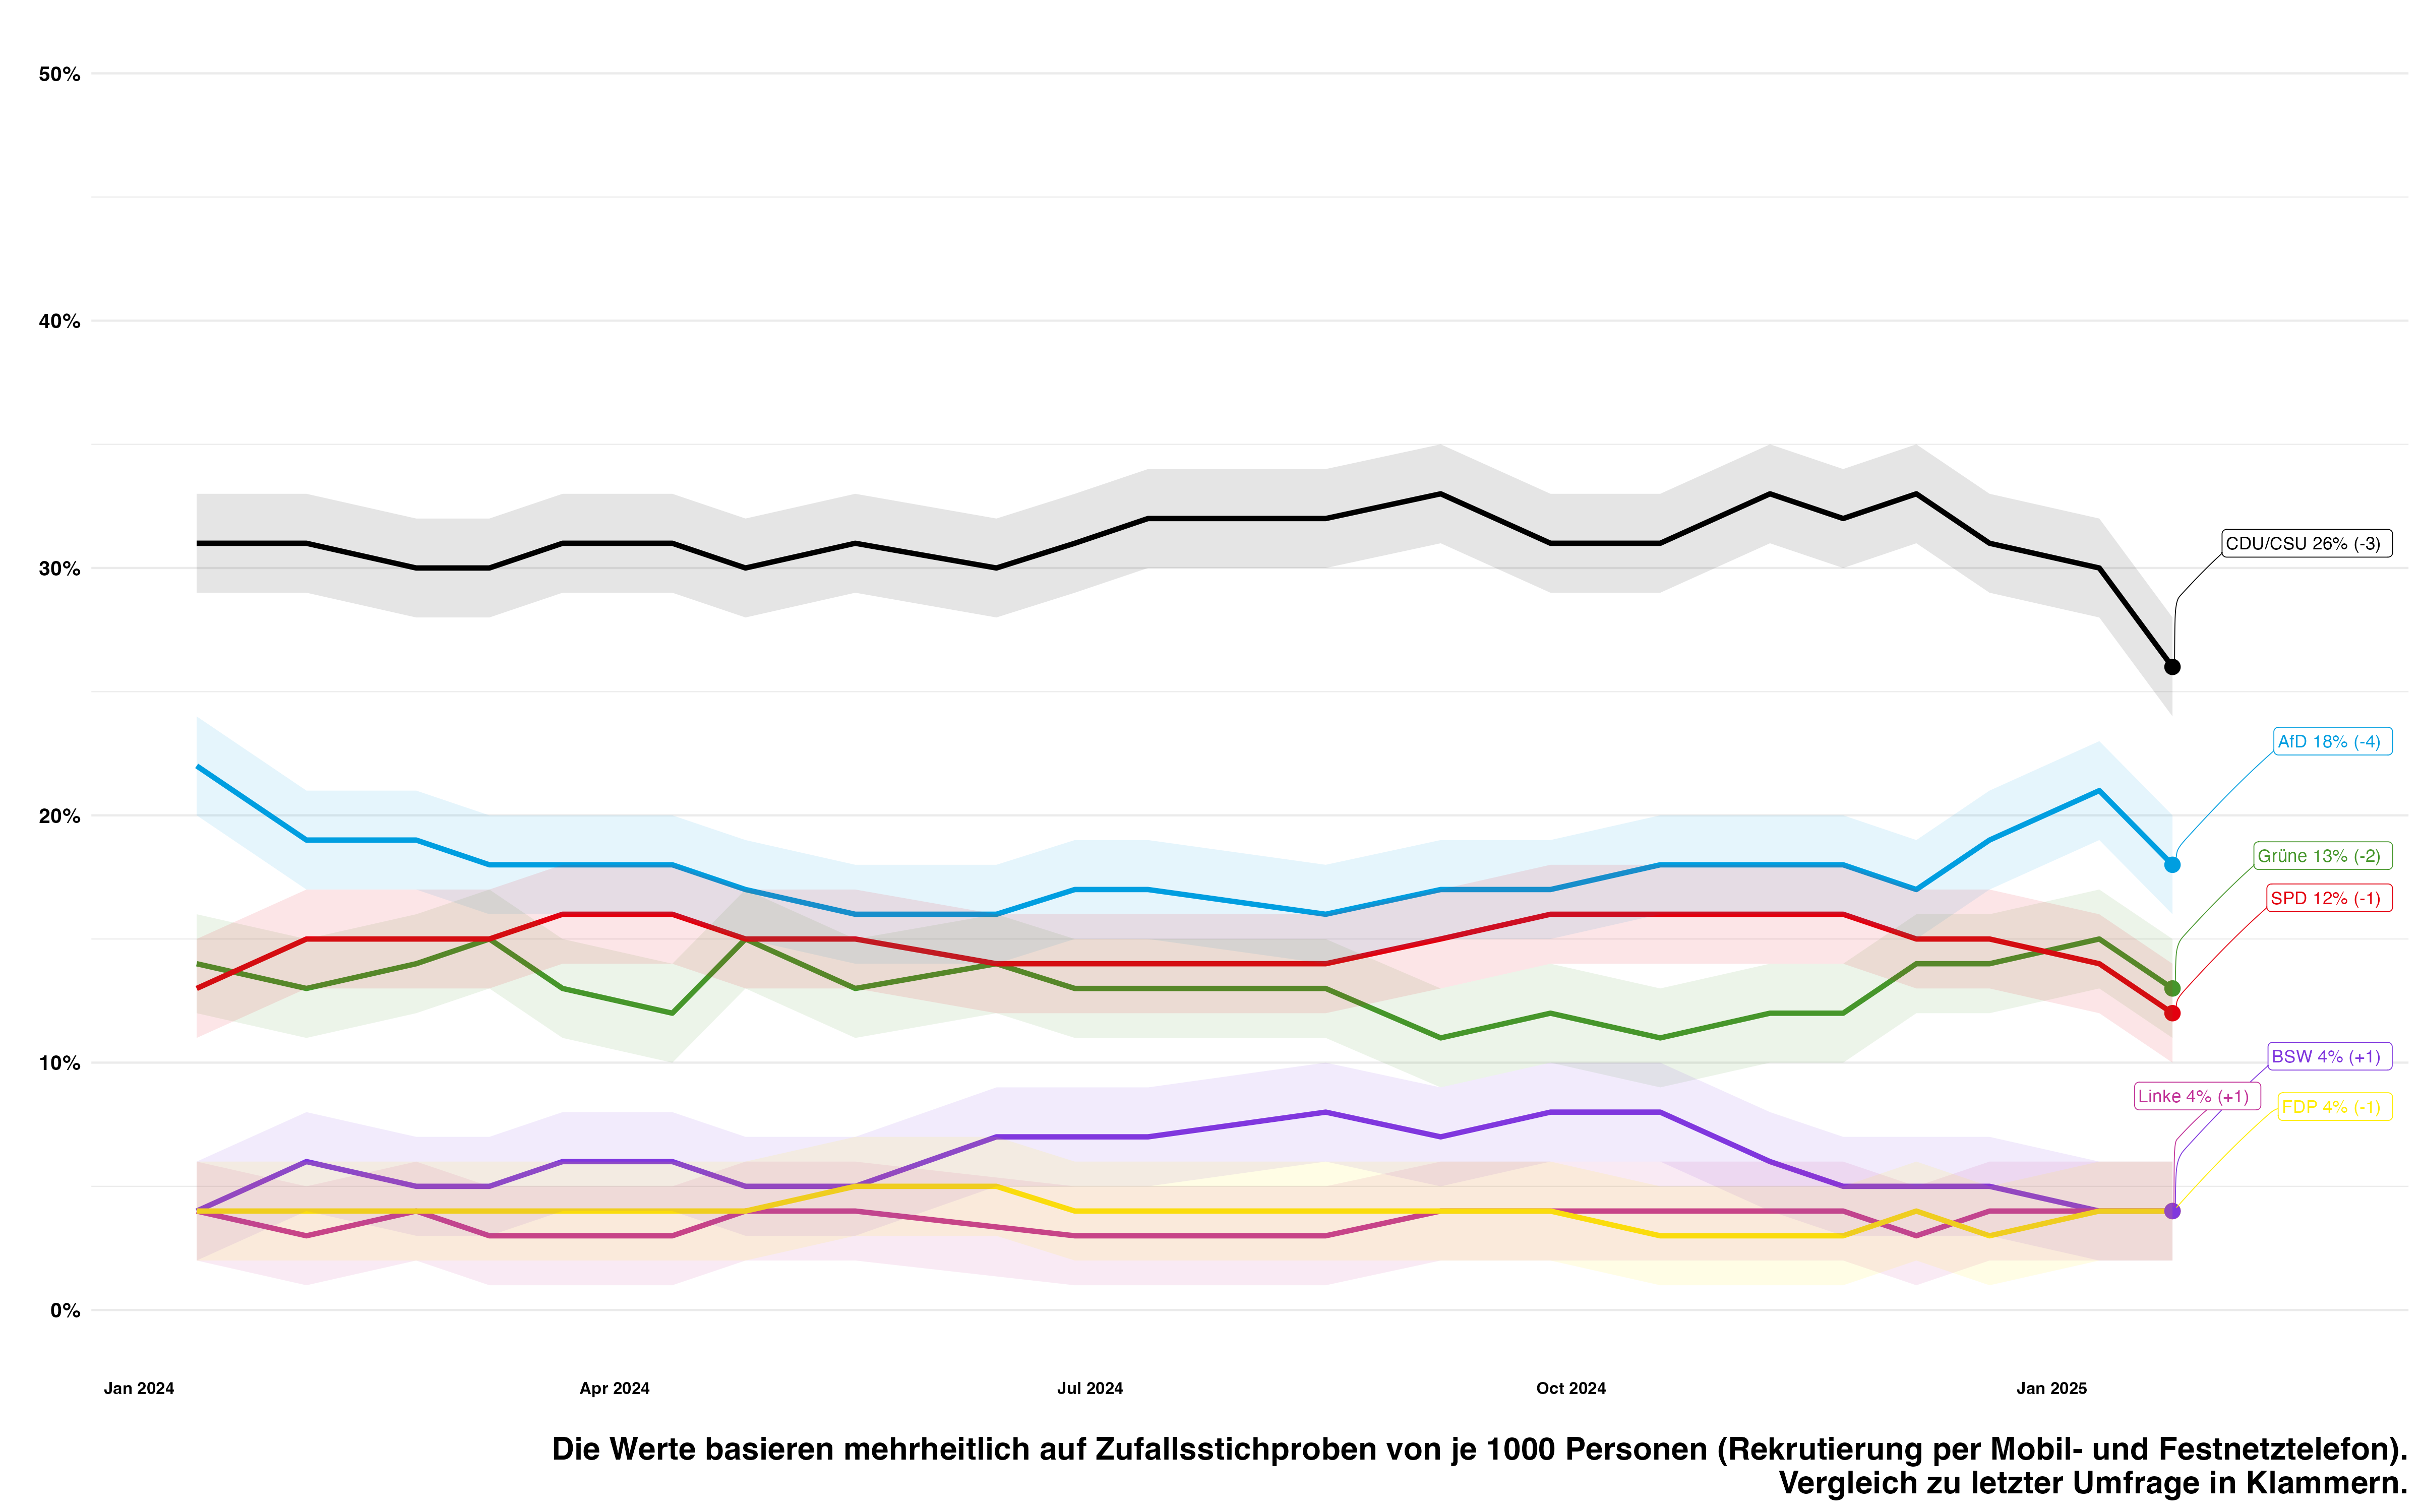 50%
40%
30%
20%
10%
0%
CDU/CSU 26% (-3)
AfD 18% (-4)
Grüne 13% (-2)
SPD 12% (-1)
BSW 4% (+1)
Linke 4% (+1)
FDP 4% (-1)
Jan 2024
Apr 2024
Jul 2024
Oct 2024
Jan 2025
Die Werte basieren mehrheitlich auf Zufallsstichproben von je 1000 Personen (Rekrutierung per Mobil- und Festnetztelefon).
Vergleich zu letzter Umfrage in Klammern.